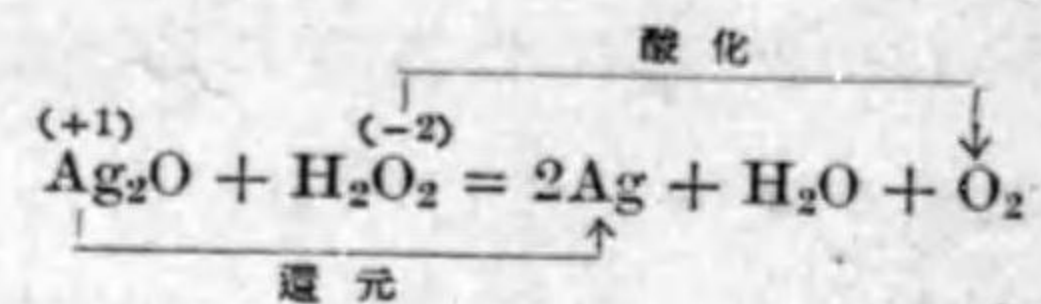 酸化
(+1) (-2)
Ag₂O + H₂O₂ = 2Ag + H₂O + O₂
還元